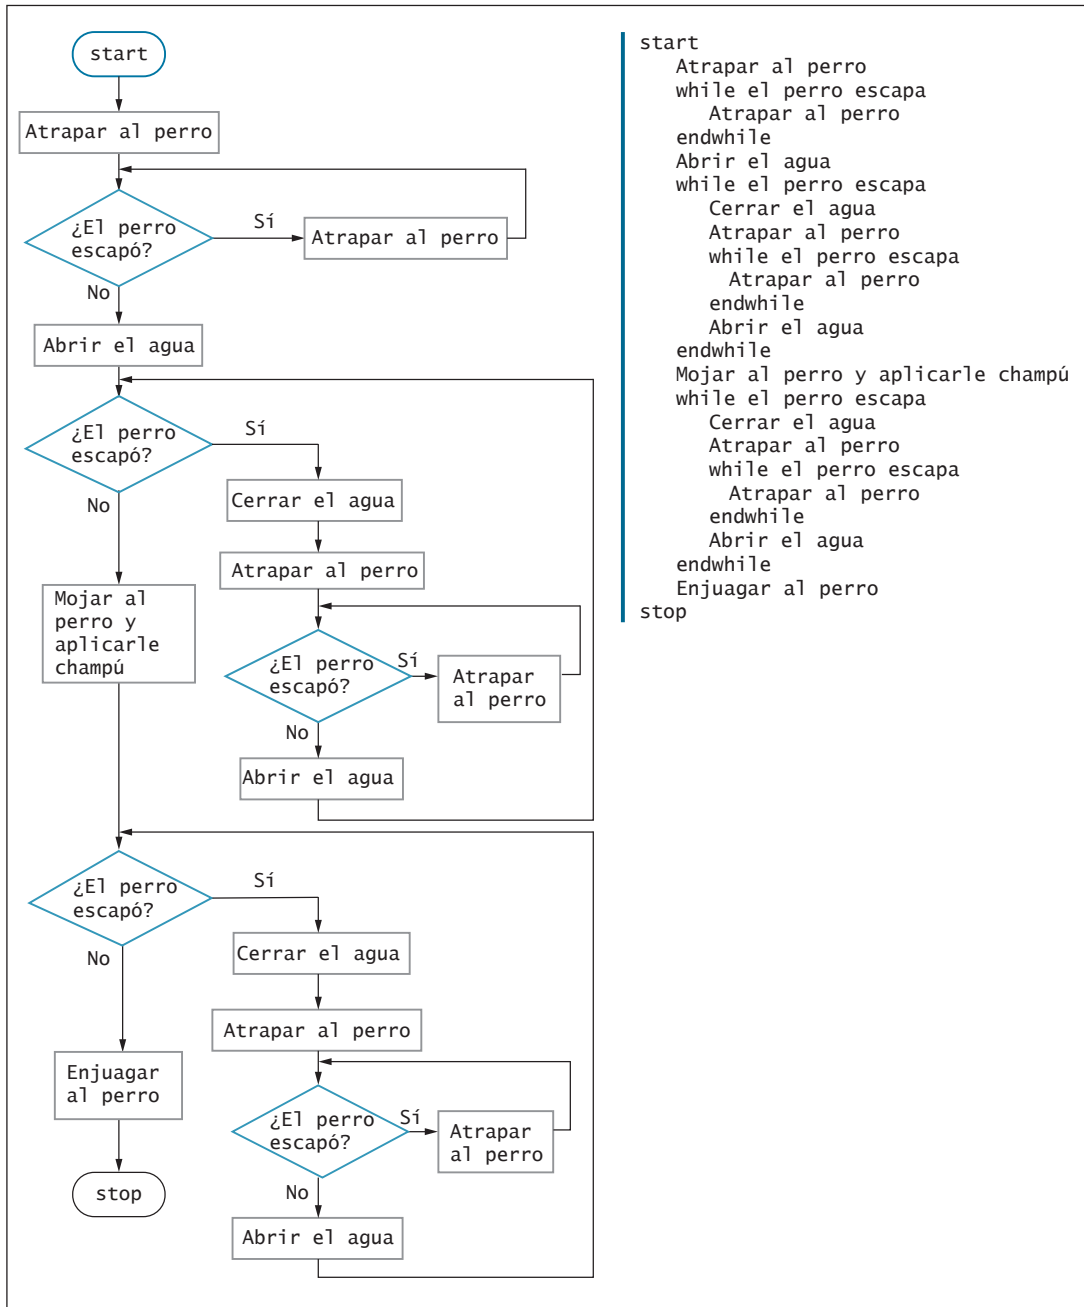 start
Atrapar al perro
¿El perro
escapó?
Sí
Atrapar al perro
No
Abrir el agua
¿El perro
escapó?
Sí
No
Cerrar el agua
Atrapar al perro
Mojar al
perro y
aplicarle
champú
¿El perro
escapó?
Sí
Atrapar
al perro
No
Abrir el agua
¿El perro
escapó?
Sí
No
Cerrar el agua
Atrapar al perro
Enjuagar
al perro
¿El perro
escapó?
Sí
Atrapar
al perro
stop
No
Abrir el agua
start
Atrapar al perro
while el perro escapa
Atrapar al perro
endwhile
Abrir el agua
while el perro escapa
Cerrar el agua
Atrapar al perro
while el perro escapa
Atrapar al perro
endwhile
Abrir el agua
endwhile
Mojar al perro y aplicarle champú
while el perro escapa
Cerrar el agua
Atrapar al perro
while el perro escapa
Atrapar al perro
endwhile
Abrir el agua
endwhile
Enjuagar al perro
stop